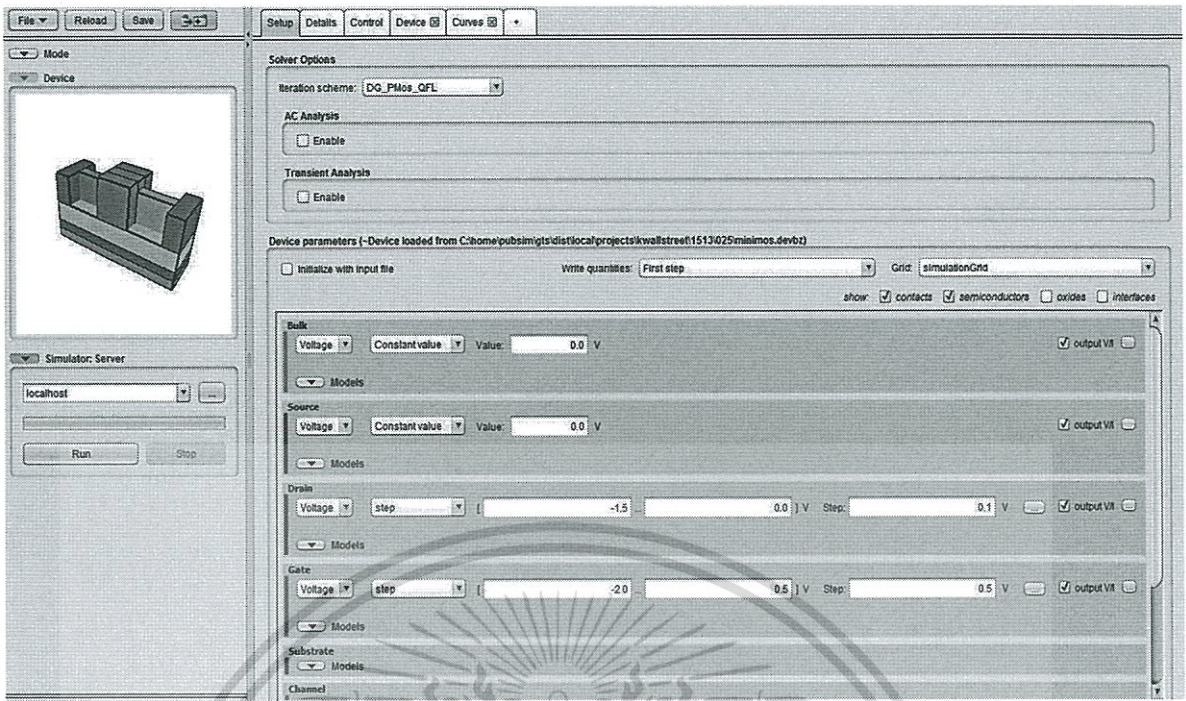 File Reload Save
Setup Details Control Device Curves +
Mode
Device
Solver Options
Iteration scheme: DG_PMos_QFL
AC Analysis
Enable
Transient Analysis
Enable
Device parameters (~Device loaded from C:\home\pubsim\gts\dist\local\projects\kwallstreet\1513\025\minimos.devbz)
Initialize with input file Write quantities: First step Grid: simulationGrid
show: contacts semiconductors oxides interfaces
Bulk
Voltage Constant value Value: 0.0 V output V/I
Models
Simulator: Server
localhost ...
Run Stop
Source
Voltage Constant value Value: 0.0 V output V/I
Models
Drain
Voltage step [ -1.5 .. 0.0 ] V Step: 0.1 V ... output V/I
Models
Gate
Voltage step [ -2.0 .. 0.5 ] V Step: 0.5 V ... output V/I
Models
Substrate
Models
Channel